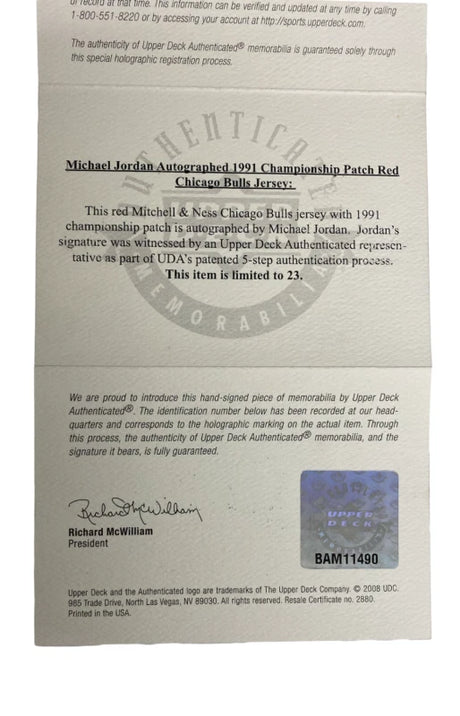 of record at that time. This information can be verified and updated at any time by calling
1-800-551-8220 or by accessing your account at http://sports.upperdeck.com.
The authenticity of Upper Deck Authenticated® memorabilia is guaranteed solely through
this special holographic registration process.
AUTHENTICATED
Michael Jordan Autographed 1991 Championship Patch Red
Chicago Bulls Jersey:
This red Mitchell & Ness Chicago Bulls jersey with 1991
championship patch is autographed by Michael Jordan. Jordan's
signature was witnessed by an Upper Deck Authenticated represen-
tative as part of UDA's patented 5-step authentication process.
This item is limited to 23.
MEMORABILIA
We are proud to introduce this hand-signed piece of memorabilia by Upper Deck
Authenticated®. The identification number below has been recorded at our head-
quarters and corresponds to the holographic marking on the actual item. Through
this process, the authenticity of Upper Deck Authenticated® memorabilia, and the
signature it bears, is fully guaranteed.
Richard McWilliam
Richard McWilliam
President
UPPER
DECK
BAM11490
Upper Deck and the Authenticated logo are trademarks of The Upper Deck Company. © 2008 UDC.
985 Trade Drive, North Las Vegas, NV 89030. All rights reserved. Resale Certificate no. 2880.
Printed in the USA.